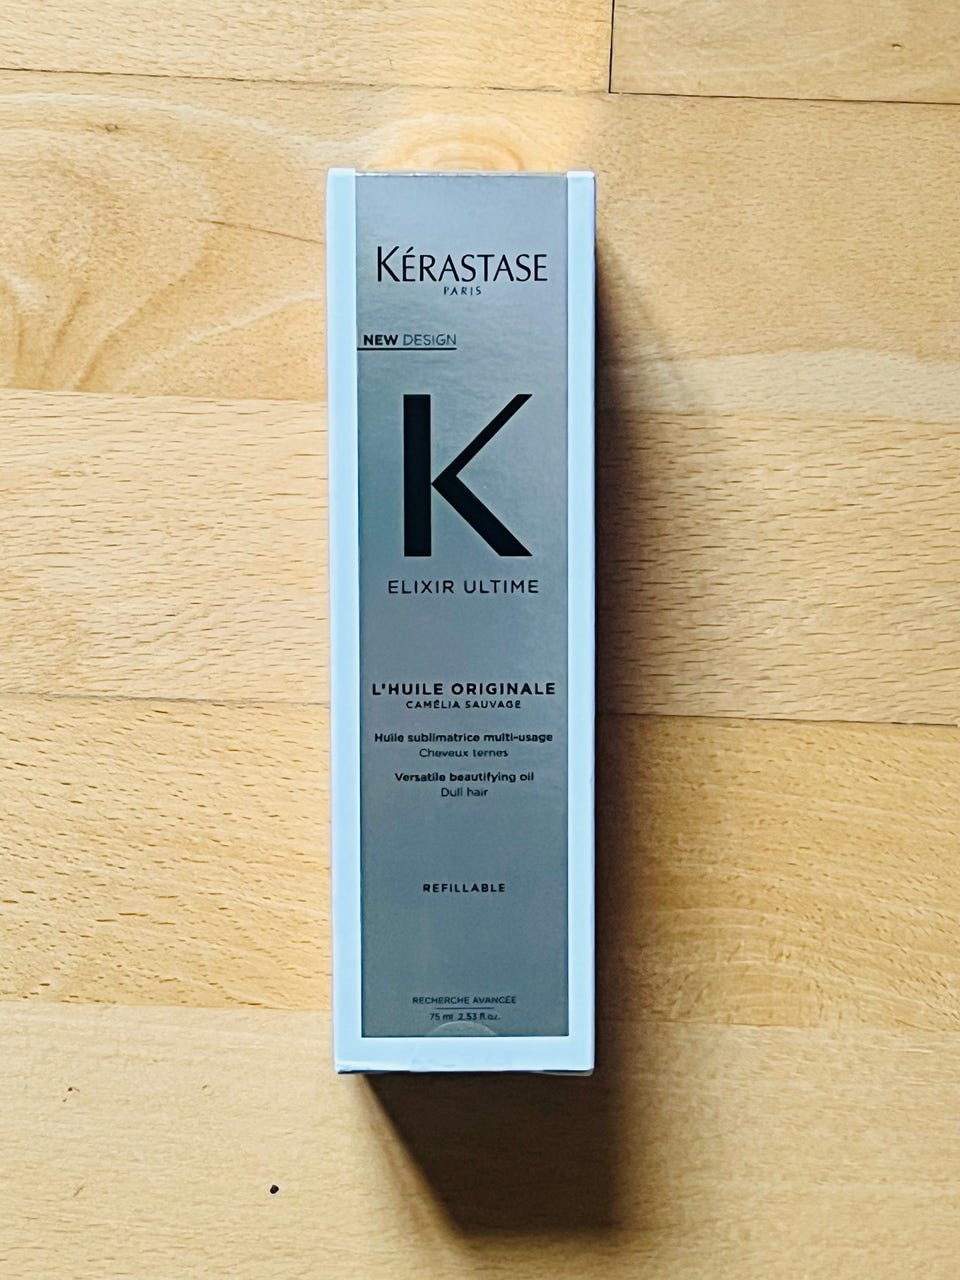 KÉRASTASE
PARIS
NEW DESIGN
K
ELIXIR ULTIME
L'HUILE ORIGINALE
CAMÉLIA SAUVAGE
Huile sublimatrice multi-usage
Cheveux ternes
Versatile beautifying oil
Dull hair
REFILLABLE
RECHERCHE AVANCÉE
75 ml 2.53 fl.oz.